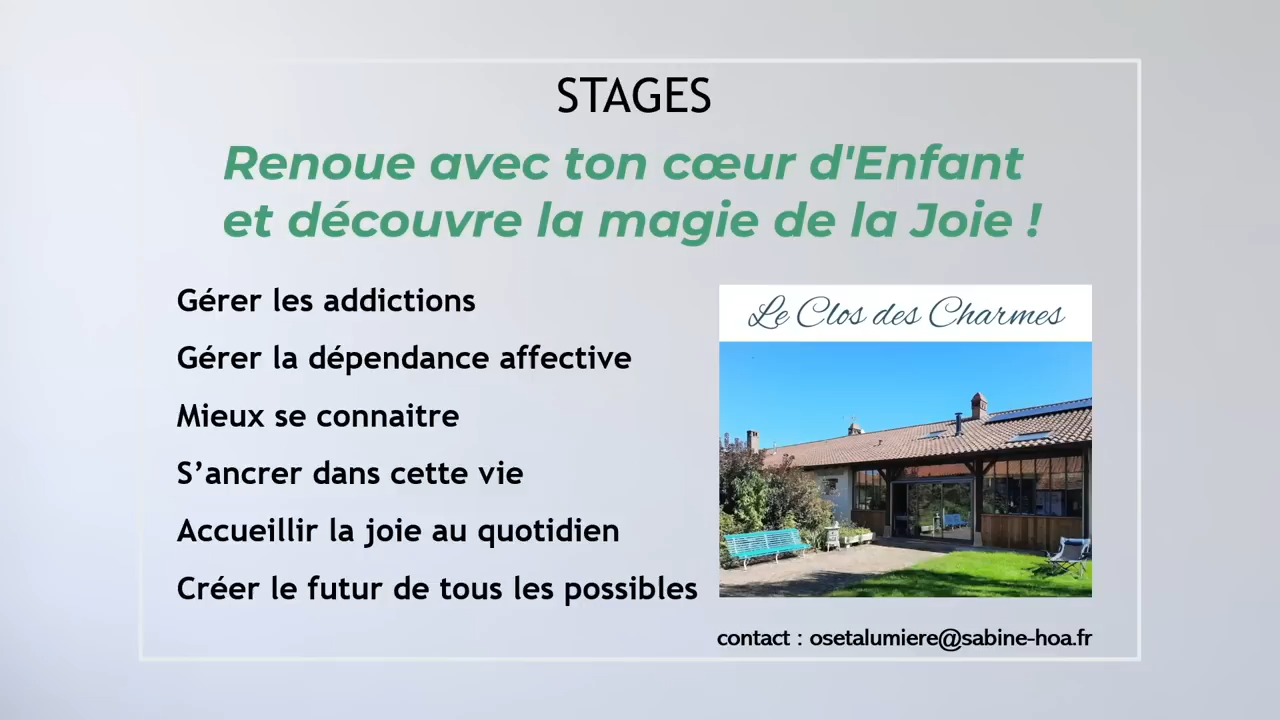 STAGES
Renoue avec ton cœur d'Enfant
et découvre la magie de la Joie !
Gérer les addictions
Gérer la dépendance affective
Mieux se connaitre
S’ancrer dans cette vie
Accueillir la joie au quotidien
Créer le futur de tous les possibles
Le Clos des Charmes
contact : osetalumiere@sabine-hoa.fr